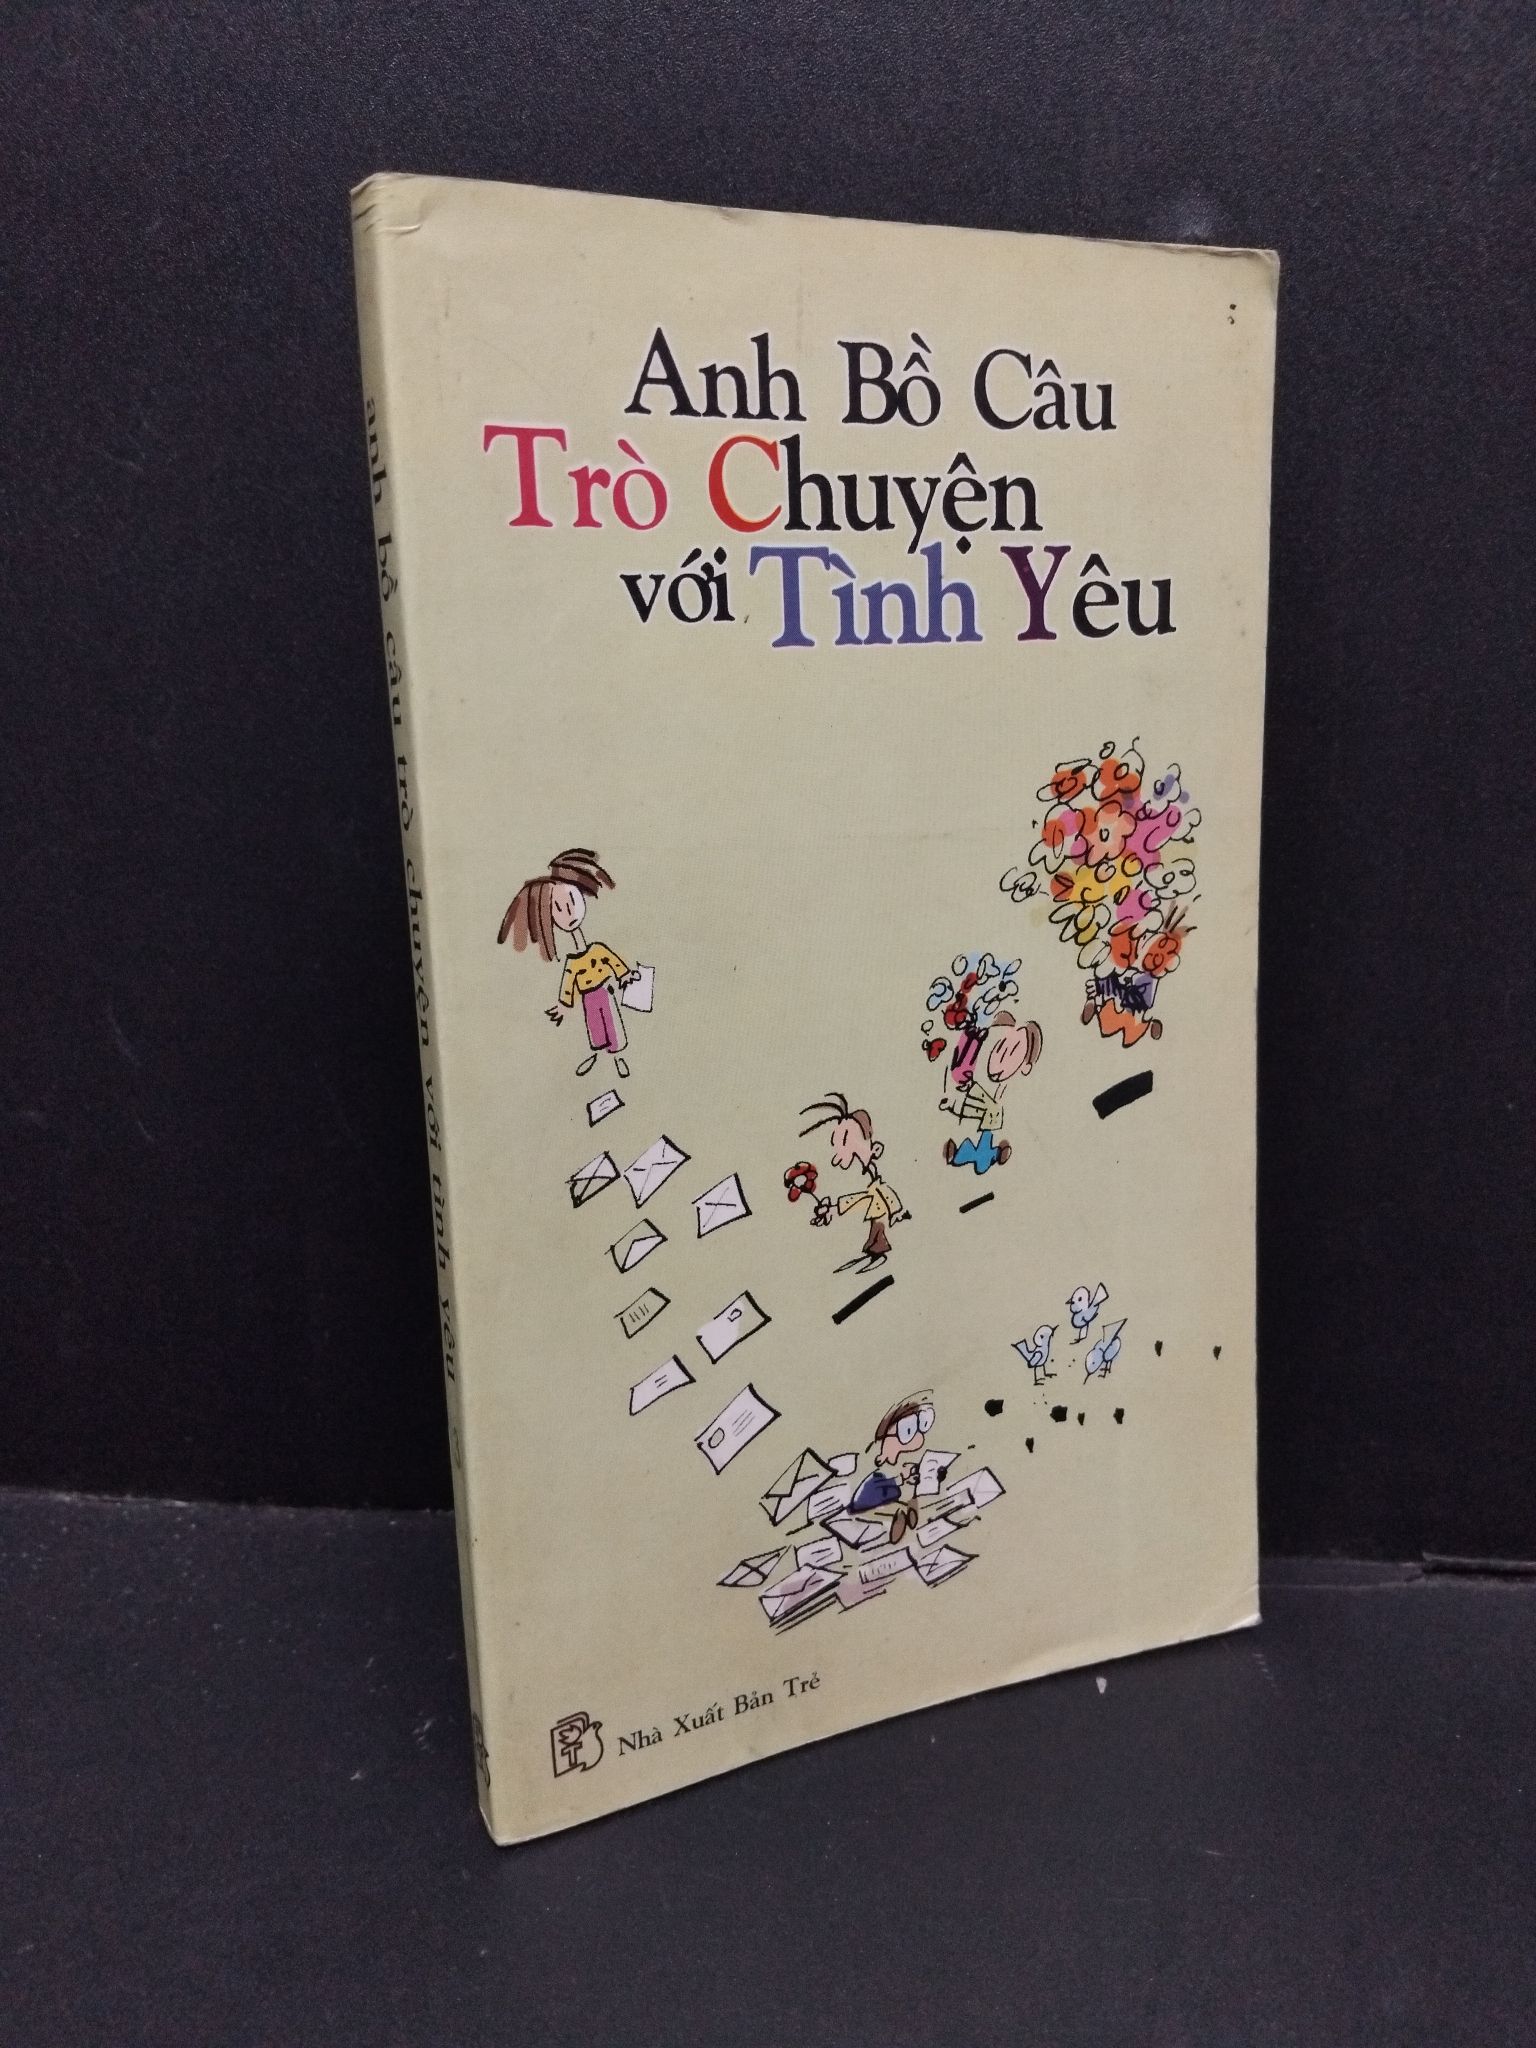 Anh Bồ Câu
Trò Chuyện
với Tình Yêu
Nhà Xuất Bản Trẻ
anh bồ câu trò chuyện với tình yêu